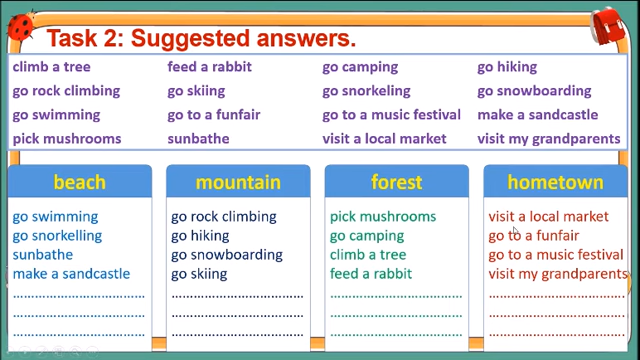 Task 2: Suggested answers.
climb a tree feed a rabbit go camping go hiking
go rock climbing go skiing go snorkeling go snowboarding
go swimming go to a funfair go to a music festival make a sandcastle
pick mushrooms sunbathe visit a local market visit my grandparents
beach
go swimming
go snorkelling
sunbathe
make a sandcastle
mountain
go rock climbing
go hiking
go snowboarding
go skiing
forest
pick mushrooms
go camping
climb a tree
feed a rabbit
hometown
visit a local market
go to a funfair
go to a music festival
visit my grandparents